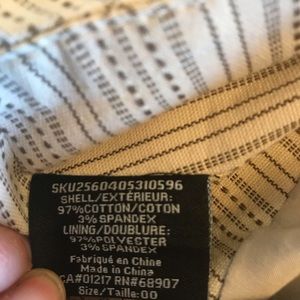 SKU2560405310596
SHELL/EXTÉRIEUR:
97%COTTON/COTON
3%SPANDEX
LINING/DOUBLURE:
97%POLYESTER
3%SPANDEX
Fabriqué en Chine
Made in China
CA#01217 RN#68907
Size/Taille:00